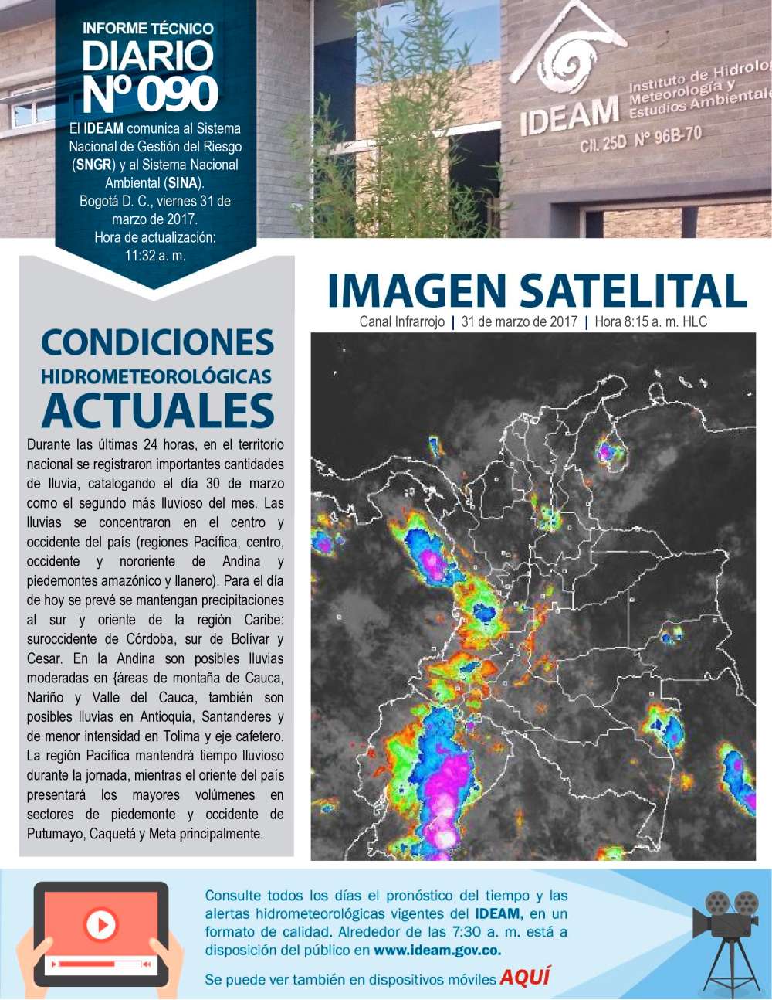 INFORME TÉCNICO
DIARIO
Nº 090
El IDEAM comunica al Sistema
Nacional de Gestión del Riesgo
(SNGR) y al Sistema Nacional
Ambiental (SINA).
Bogotá D. C., viernes 31 de
marzo de 2017.
Hora de actualización:
11:32 a. m.
IDEAM
Instituto de Hidrolo
Meteorología y
Estudios Ambientale
Cll. 25D Nº 96B-70
CONDICIONES
HIDROMETEOROLÓGICAS
ACTUALES
Durante las últimas 24 horas, en el territorio
nacional se registraron importantes cantidades
de lluvia, catalogando el día 30 de marzo
como el segundo más lluvioso del mes. Las
lluvias se concentraron en el centro y
occidente del país (regiones Pacífica, centro,
occidente y nororiente de Andina y
piedemontes amazónico y llanero). Para el día
de hoy se prevé se mantengan precipitaciones
al sur y oriente de la región Caribe:
suroccidente de Córdoba, sur de Bolívar y
Cesar. En la Andina son posibles lluvias
moderadas en {áreas de montaña de Cauca,
Nariño y Valle del Cauca, también son
posibles lluvias en Antioquia, Santanderes y
de menor intensidad en Tolima y eje cafetero.
La región Pacífica mantendrá tiempo lluvioso
durante la jornada, mientras el oriente del país
presentará los mayores volúmenes en
sectores de piedemonte y occidente de
Putumayo, Caquetá y Meta principalmente.
IMAGEN SATELITAL
Canal Infrarrojo | 31 de marzo de 2017 | Hora 8:15 a. m. HLC
Consulte todos los días el pronóstico del tiempo y las
alertas hidrometeorológicas vigentes del IDEAM, en un
formato de calidad. Alrededor de las 7:30 a. m. está a
disposición del público en www.ideam.gov.co.
Se puede ver también en dispositivos móviles AQUÍ